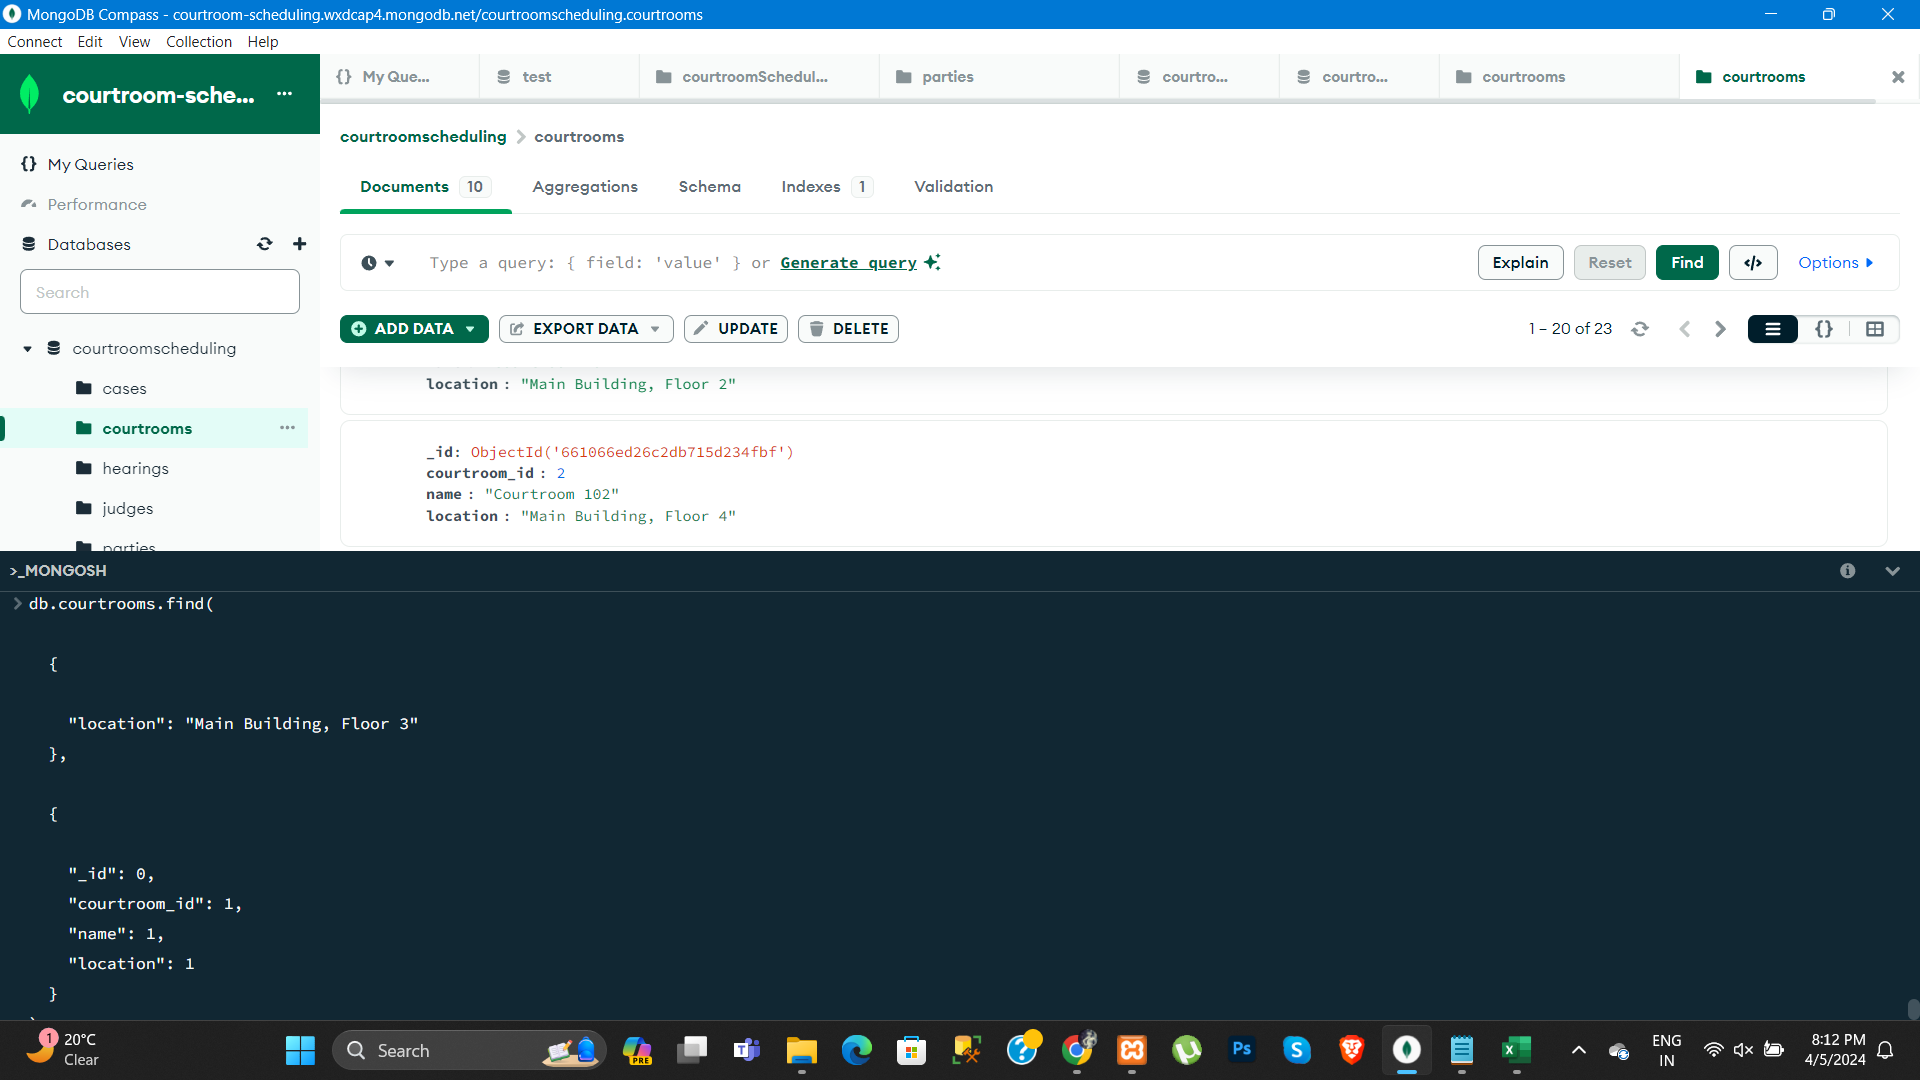 MongoDB Compass - courtroom-scheduling.wxdcap4.mongodb.net/courtroomscheduling.courtrooms
Connect Edit View Collection Help
courtroom-sche... ...
{} My Que...
test
courtroomSchedul...
parties
courtro...
courtro...
courtrooms
courtrooms
My Queries
Performance
Databases
Search
courtroomscheduling
cases
courtrooms ...
hearings
judges
parties
courtroomscheduling > courtrooms
Documents 10 Aggregations Schema Indexes 1 Validation
Type a query: { field: 'value' } or Generate query
Explain Reset Find </> Options
ADD DATA EXPORT DATA UPDATE DELETE
1 – 20 of 23
{}
location : "Main Building, Floor 2"
_id: ObjectId('661066ed26c2db715d234fbf')
courtroom_id : 2
name : "Courtroom 102"
location : "Main Building, Floor 4"
>_MONGOSH
> db.courtrooms.find(
{
"location": "Main Building, Floor 3"
},
{
"_id": 0,
"courtroom_id": 1,
"name": 1,
"location": 1
}
1
20°C
Clear
Search
PRE
Ps
S
X
ENG
IN
8:12 PM
4/5/2024